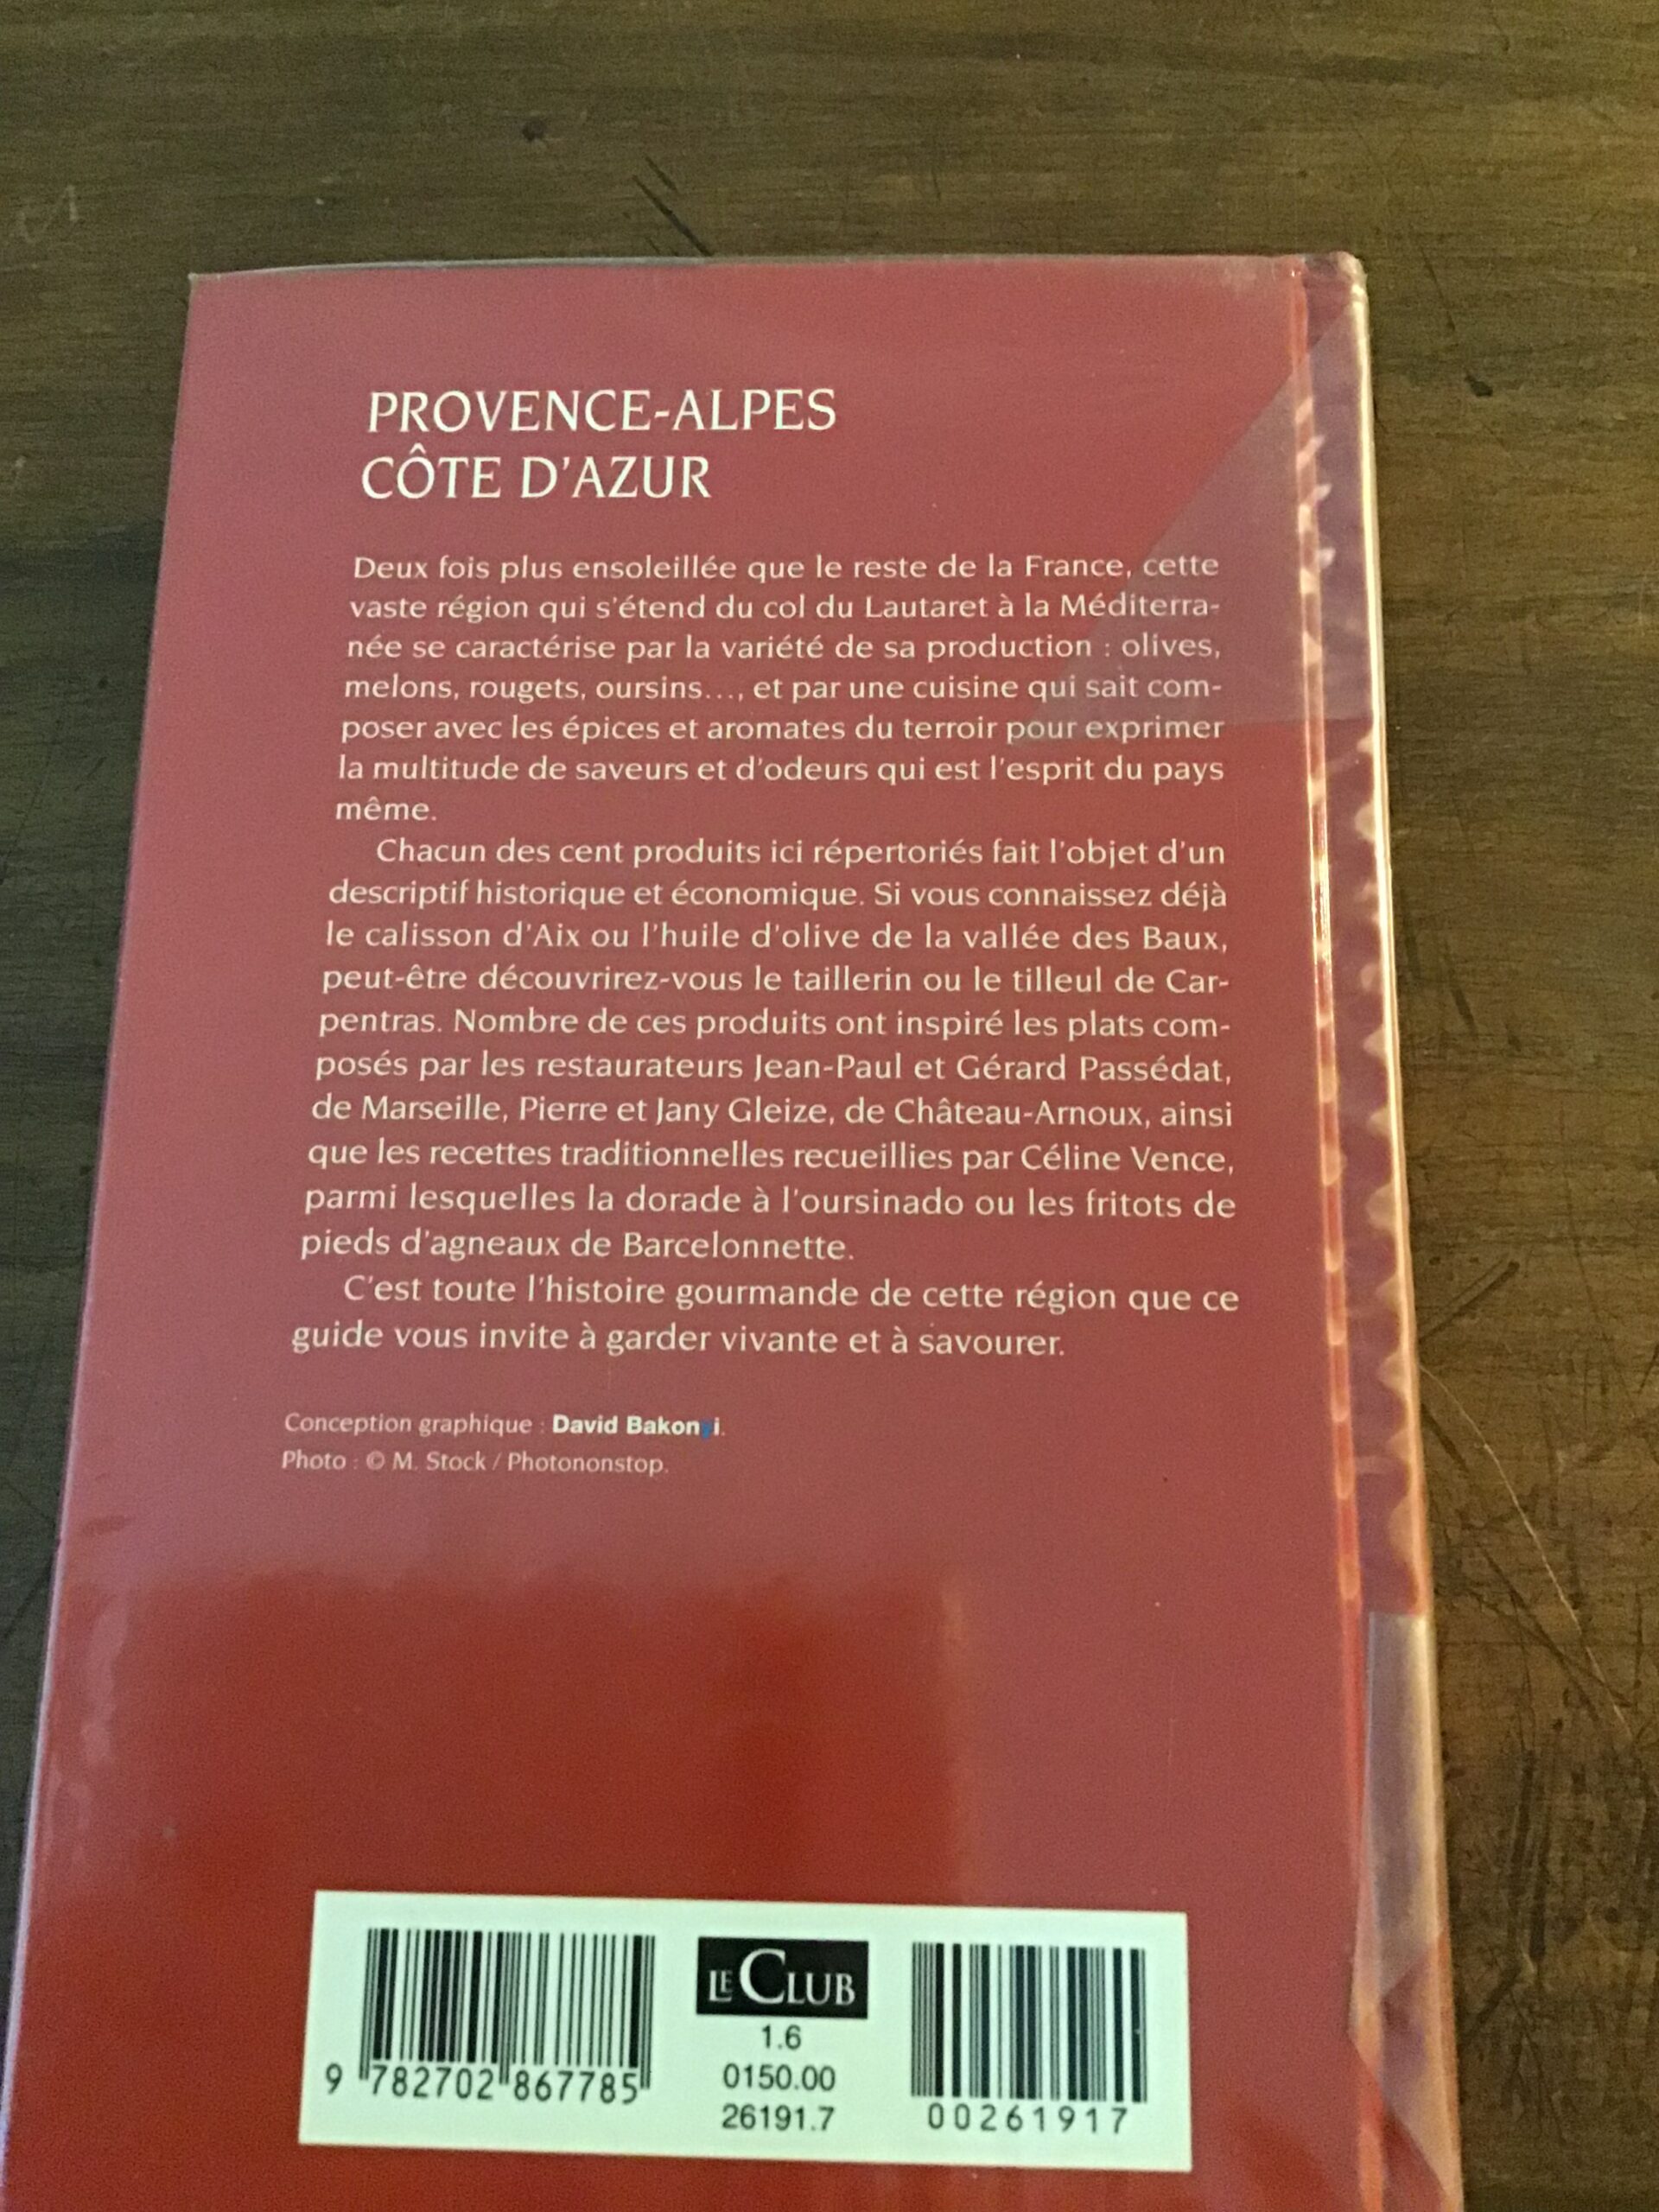 PROVENCE-ALPES
CÔTE D'AZUR
Deux fois plus ensoleillée que le reste de la France, cette
vaste région qui s'étend du col du Lautaret à la Méditerra-
née se caractérise par la variété de sa production : olives,
melons, rougets, oursins..., et par une cuisine qui sait com-
poser avec les épices et aromates du terroir pour exprimer
la multitude de saveurs et d'odeurs qui est l'esprit du pays
même.
Chacun des cent produits ici répertoriés fait l'objet d'un
descriptif historique et économique. Si vous connaissez déjà
le calisson d'Aix ou l'huile d'olive de la vallée des Baux,
peut-être découvrirez-vous le taillerin ou le tilleul de Car-
pentras. Nombre de ces produits ont inspiré les plats com-
posés par les restaurateurs Jean-Paul et Gérard Passédat,
de Marseille, Pierre et Jany Gleize, de Château-Arnoux, ainsi
que les recettes traditionnelles recueillies par Céline Vence,
parmi lesquelles la dorade à l'oursinado ou les fritots de
pieds d'agneaux de Barcelonnette.
C'est toute l'histoire gourmande de cette région que ce
guide vous invite à garder vivante et à savourer.
Conception graphique : David Bakonyi.
Photo : © M. Stock / Photononstop.
LE CLUB
1.6
0150.00
26191.7
9 782702 867785
00261917